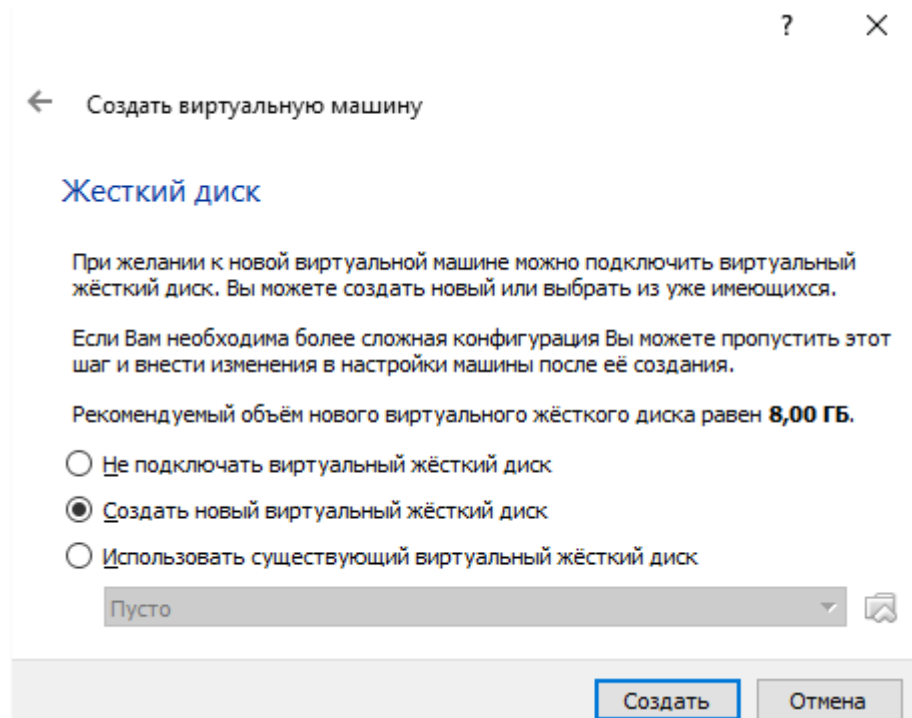 ?
Создать виртуальную машину
Жесткий диск
При желании к новой виртуальной машине можно подключить виртуальный
жёсткий диск. Вы можете создать новый или выбрать из уже имеющихся.
Если Вам необходима более сложная конфигурация Вы можете пропустить этот
шаг и внести изменения в настройки машины после её создания.
Рекомендуемый объём нового виртуального жёсткого диска равен 8,00 ГБ.
Не подключать виртуальный жёсткий диск
Создать новый виртуальный жёсткий диск
Использовать существующий виртуальный жёсткий диск
Пусто
Создать Отмена